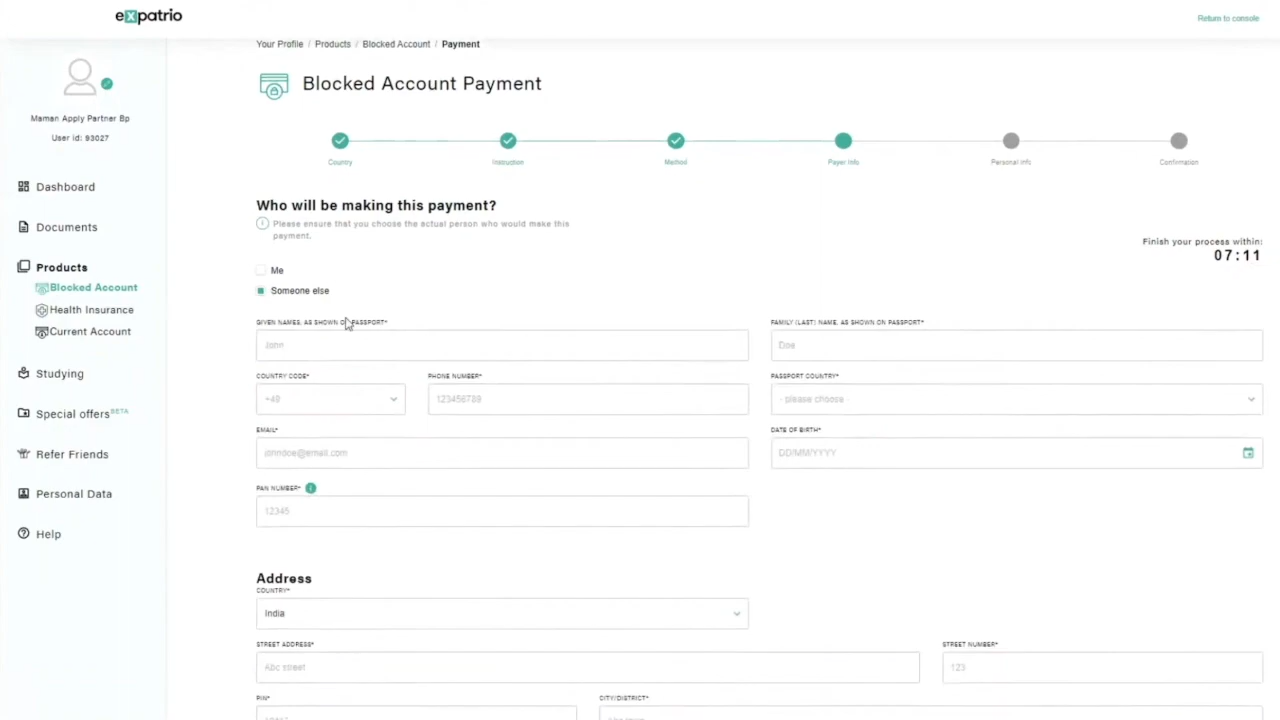 expatrio
Return to console
Your Profile / Products / Blocked Account / Payment
Maman Apply Partner Bp
User id: 93027
Dashboard
Documents
Products
Blocked Account
Health Insurance
Current Account
Studying
Special offers BETA
Refer Friends
Personal Data
Help
Blocked Account Payment
Country
Instruction
Method
Payer Info
Personal Info
Confirmation
Who will be making this payment?
Please ensure that you choose the actual person who would make this
payment.
Finish your process within:
07:11
Me
Someone else
GIVEN NAMES, AS SHOWN ON PASSPORT*
FAMILY (LAST) NAME, AS SHOWN ON PASSPORT*
John
Doe
COUNTRY CODE*
PHONE NUMBER*
PASSPORT COUNTRY*
+49
123456789
- please choose -
EMAIL*
DATE OF BIRTH*
johndoe@email.com
DD/MM/YYYY
PAN NUMBER*
12345
Address
COUNTRY*
India
STREET ADDRESS*
STREET NUMBER*
Abc street
123
PIN*
CITY/DISTRICT*